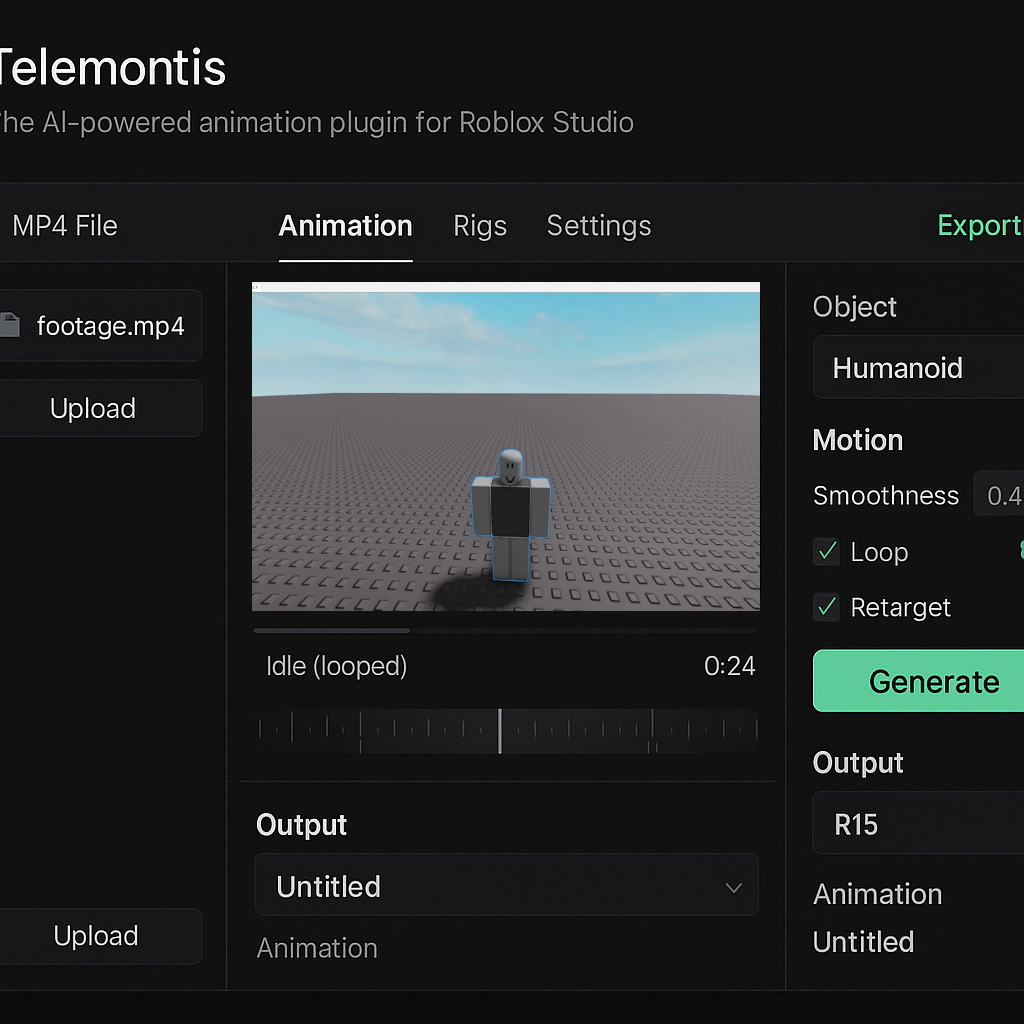 Telemontis
The AI-powered animation plugin for Roblox Studio
MP4 File
Animation
Rigs
Settings
Export
footage.mp4
Upload
Upload
Idle (looped)
0:24
Output
Untitled
Animation
Object
Humanoid
Motion
Smoothness
0.4
Loop
Retarget
Generate
Output
R15
Animation
Untitled